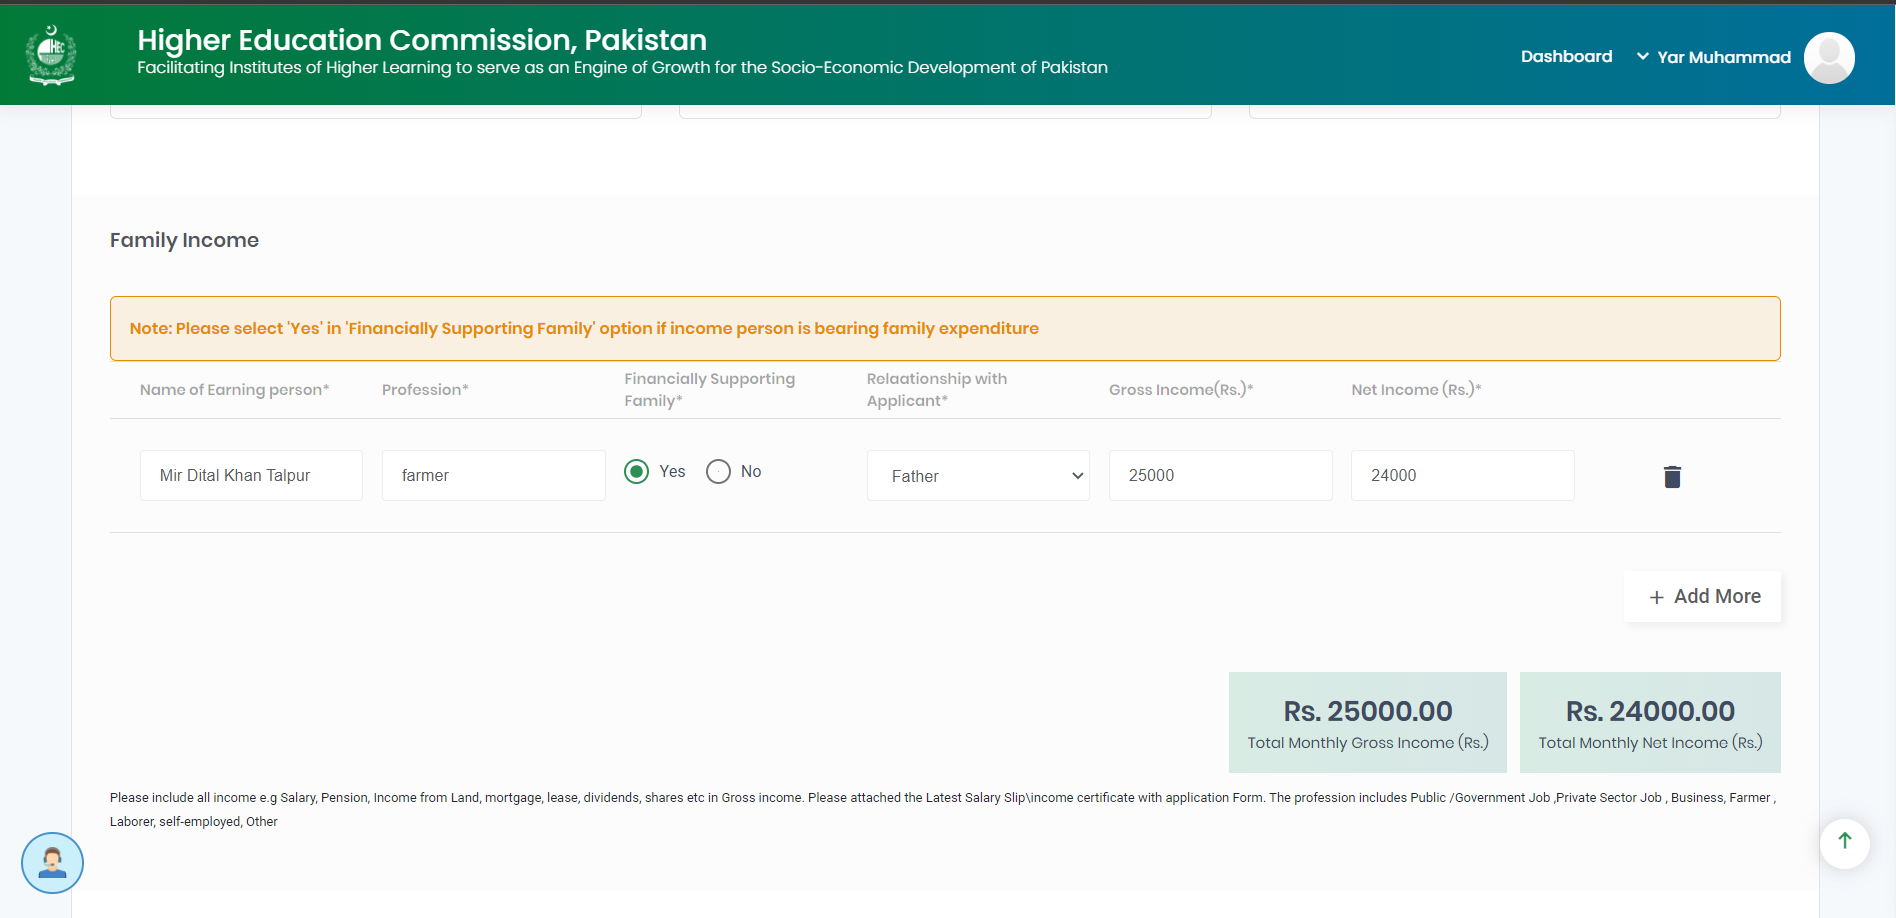 Higher Education Commission, Pakistan
Facilitating Institutes of Higher Learning to serve as an Engine of Growth for the Socio-Economic Development of Pakistan
HEC
Dashboard
Yar Muhammad
Family Income
Note: Please select 'Yes' in 'Financially Supporting Family' option if income person is bearing family expenditure
Name of Earning person*
Profession*
Financially Supporting
Family*
Relaationship with
Applicant*
Gross Income(Rs.)*
Net Income (Rs.)*
Mir Dital Khan Talpur
farmer
Yes
No
Father
25000
24000
+ Add More
Rs. 25000.00
Total Monthly Gross Income (Rs.)
Rs. 24000.00
Total Monthly Net Income (Rs.)
Please include all income e.g Salary, Pension, Income from Land, mortgage, lease, dividends, shares etc in Gross income. Please attached the Latest Salary Slip\income certificate with application Form. The profession includes Public /Government Job ,Private Sector Job , Business, Farmer ,
Laborer, self-employed, Other